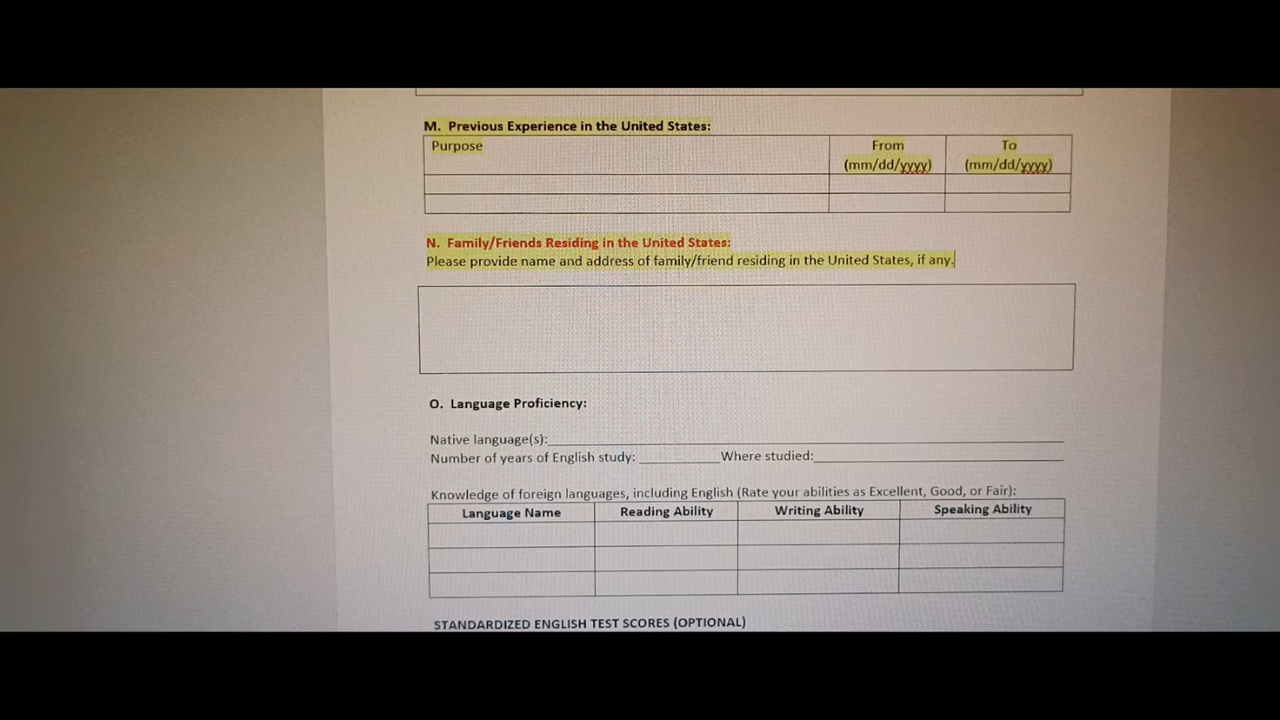 M. Previous Experience in the United States:
Purpose From To
(mm/dd/yyyy) (mm/dd/yyyy)
N. Family/Friends Residing in the United States:
Please provide name and address of family/friend residing in the United States, if any.
O. Language Proficiency:
Native language(s):
Number of years of English study: Where studied:
Knowledge of foreign languages, including English (Rate your abilities as Excellent, Good, or Fair):
Language Name Reading Ability Writing Ability Speaking Ability
STANDARDIZED ENGLISH TEST SCORES (OPTIONAL)